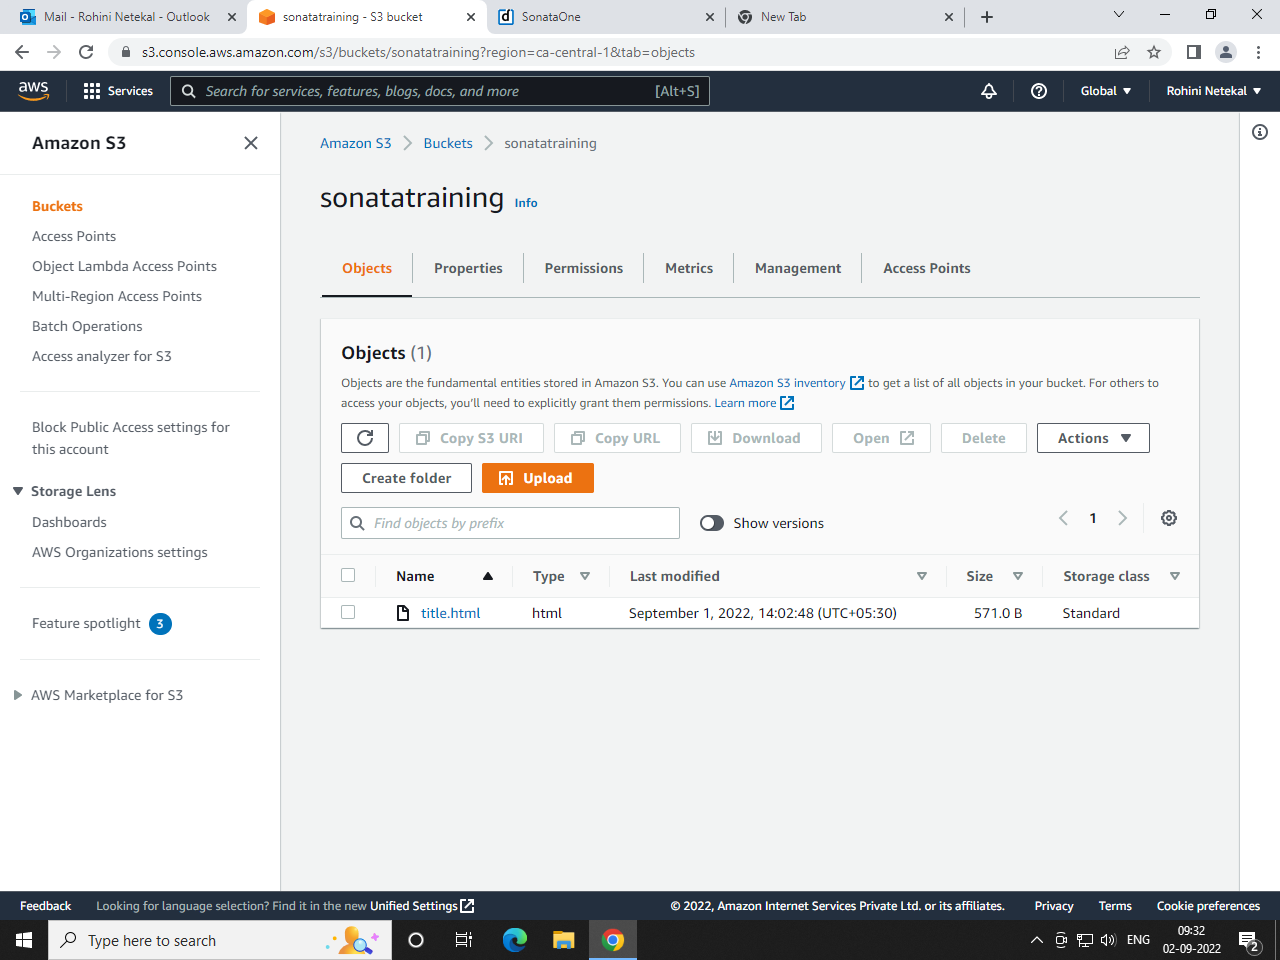 Mail - Rohini Netekal - Outlook
sonatatraining - S3 bucket
SonataOne
New Tab
s3.console.aws.amazon.com/s3/buckets/sonatatraining?region=ca-central-1&tab=objects
aws
Services
Search for services, features, blogs, docs, and more [Alt+S]
Global
Rohini Netekal
Amazon S3
Buckets
Access Points
Object Lambda Access Points
Multi-Region Access Points
Batch Operations
Access analyzer for S3
Block Public Access settings for
this account
Storage Lens
Dashboards
AWS Organizations settings
Feature spotlight 3
AWS Marketplace for S3
Amazon S3 Buckets sonatatraining
sonatatraining Info
Objects Properties Permissions Metrics Management Access Points
Objects (1)
Objects are the fundamental entities stored in Amazon S3. You can use Amazon S3 inventory to get a list of all objects in your bucket. For others to
access your objects, you'll need to explicitly grant them permissions. Learn more
Copy S3 URI Copy URL Download Open Delete Actions
Create folder Upload
Find objects by prefix Show versions 1
Name Type Last modified Size Storage class
title.html html September 1, 2022, 14:02:48 (UTC+05:30) 571.0 B Standard
Feedback Looking for language selection? Find it in the new Unified Settings © 2022, Amazon Internet Services Private Ltd. or its affiliates. Privacy Terms Cookie preferences
Type here to search
ENG
09:32
02-09-2022
2